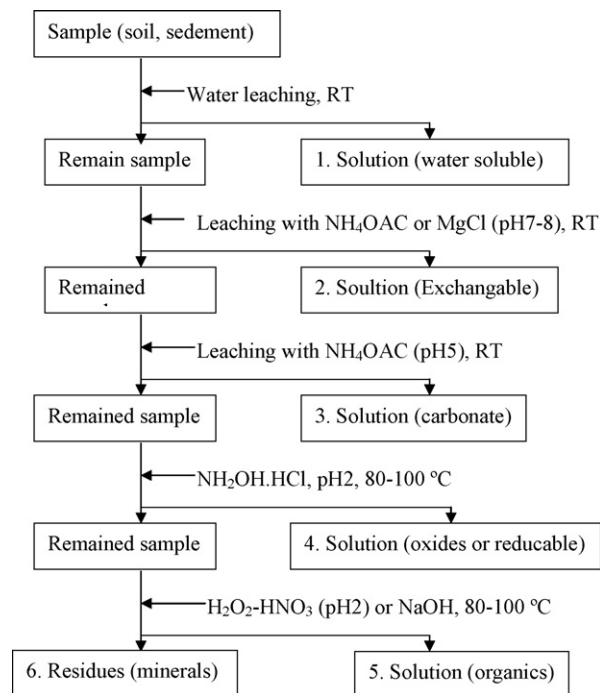 Sample (soil, sedement)
Water leaching, RT
Remain sample
1. Solution (water soluble)
Leaching with NH₄OAC or MgCl (pH7-8), RT
Remained
2. Soultion (Exchangable)
Leaching with NH₄OAC (pH5), RT
Remained sample
3. Solution (carbonate)
NH₂OH.HCl, pH2, 80-100 ºC
Remained sample
4. Solution (oxides or reducable)
H₂O₂-HNO₃ (pH2) or NaOH, 80-100 ºC
6. Residues (minerals)
5. Solution (organics)